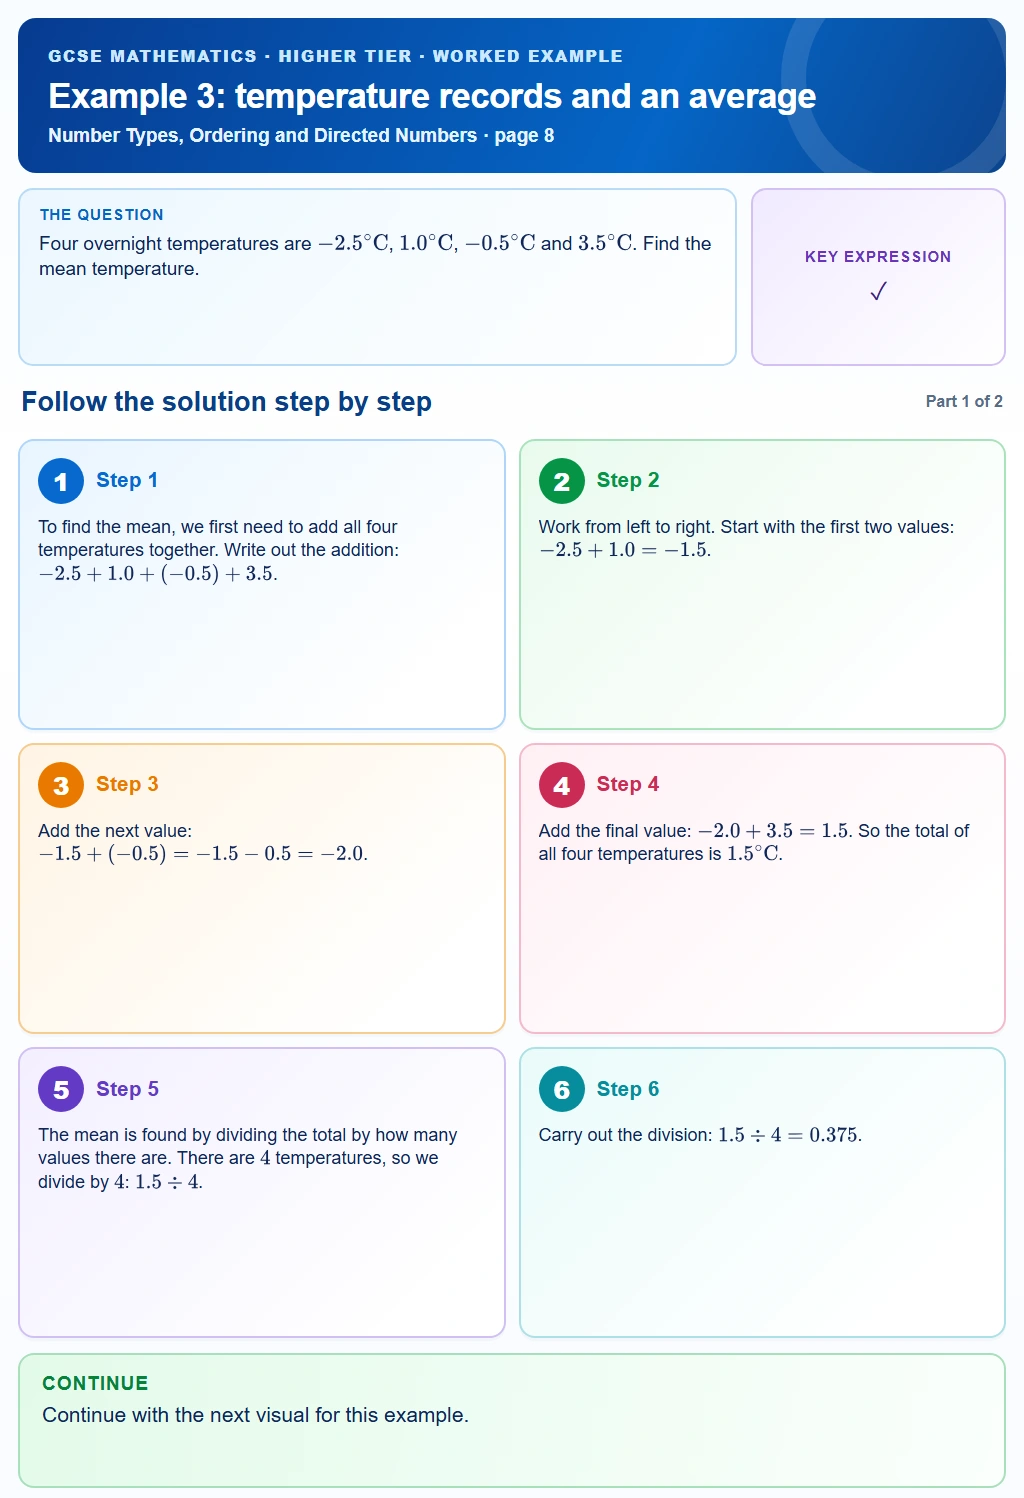 GCSE MATHEMATICS · HIGHER TIER · WORKED EXAMPLE
Example 3: temperature records and an average
Number Types, Ordering and Directed Numbers · page 8
THE QUESTION
Four overnight temperatures are −2.5°C, 1.0°C, −0.5°C and 3.5°C. Find the
mean temperature.
KEY EXPRESSION
✓
Follow the solution step by step
Part 1 of 2
1 Step 1
To find the mean, we first need to add all four
temperatures together. Write out the addition:
−2.5 + 1.0 + (−0.5) + 3.5.
2 Step 2
Work from left to right. Start with the first two values:
−2.5 + 1.0 = −1.5.
3 Step 3
Add the next value:
−1.5 + (−0.5) = −1.5 − 0.5 = −2.0.
4 Step 4
Add the final value: −2.0 + 3.5 = 1.5. So the total of
all four temperatures is 1.5°C.
5 Step 5
The mean is found by dividing the total by how many
values there are. There are 4 temperatures, so we
divide by 4: 1.5 ÷ 4.
6 Step 6
Carry out the division: 1.5 ÷ 4 = 0.375.
CONTINUE
Continue with the next visual for this example.